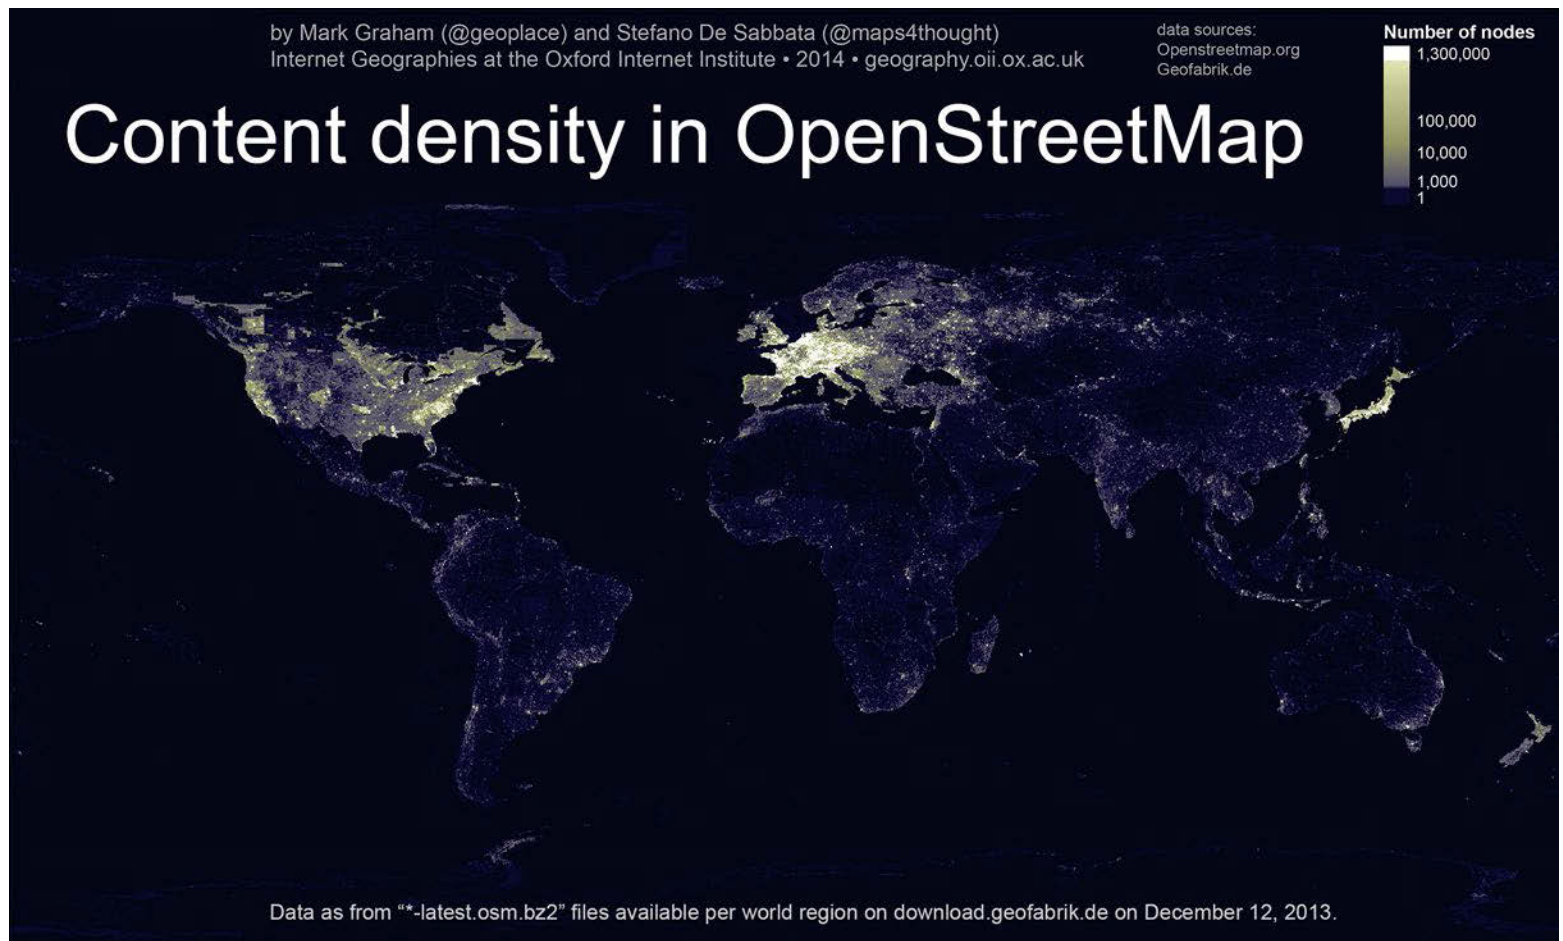 by Mark Graham (@geoplace) and Stefano De Sabbata (@maps4thought)
Internet Geographies at the Oxford Internet Institute • 2014 • geography.oii.ox.ac.uk
data sources:
Openstreetmap.org
Geofabrik.de
Number of nodes
1,300,000
100,000
10,000
1,000
1
Content density in OpenStreetMap
Data as from “*-latest.osm.bz2” files available per world region on download.geofabrik.de on December 12, 2013.